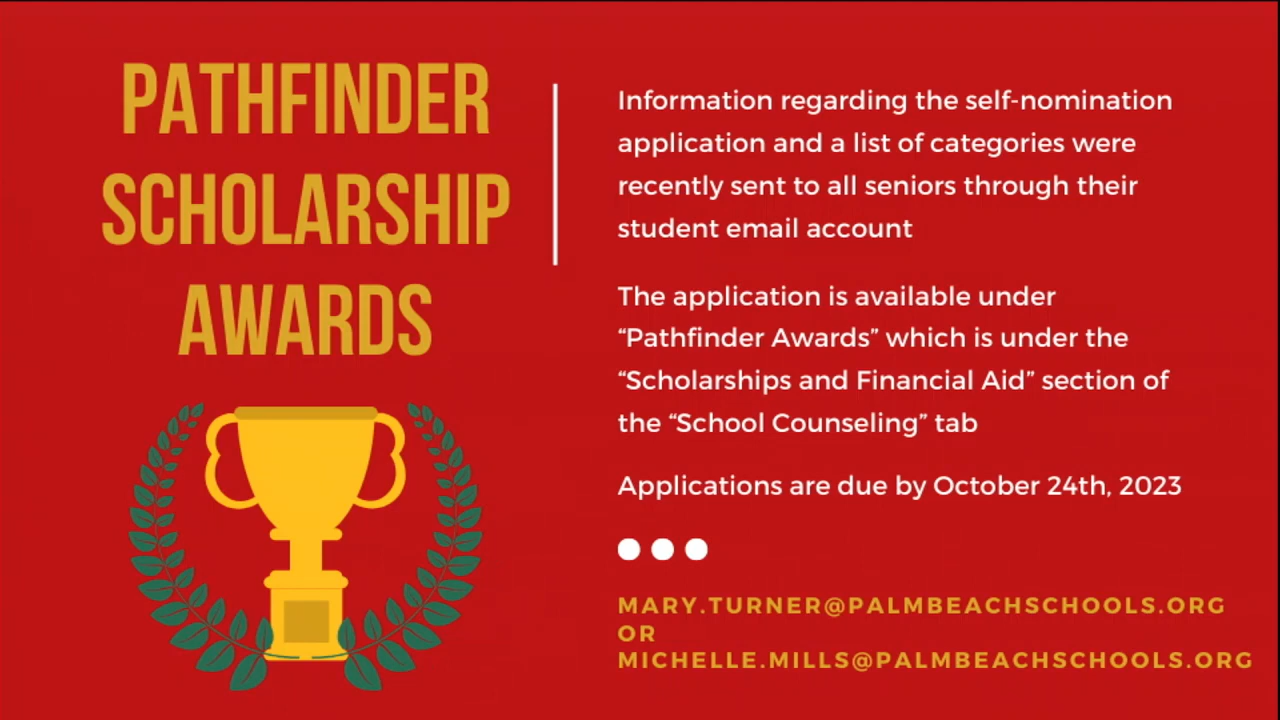 PATHFINDER
SCHOLARSHIP
AWARDS
Information regarding the self-nomination
application and a list of categories were
recently sent to all seniors through their
student email account
The application is available under
“Pathfinder Awards” which is under the
“Scholarships and Financial Aid” section of
the “School Counseling” tab
Applications are due by October 24th, 2023
MARY.TURNER@PALMBEACHSCHOOLS.ORG
OR
MICHELLE.MILLS@PALMBEACHSCHOOLS.ORG